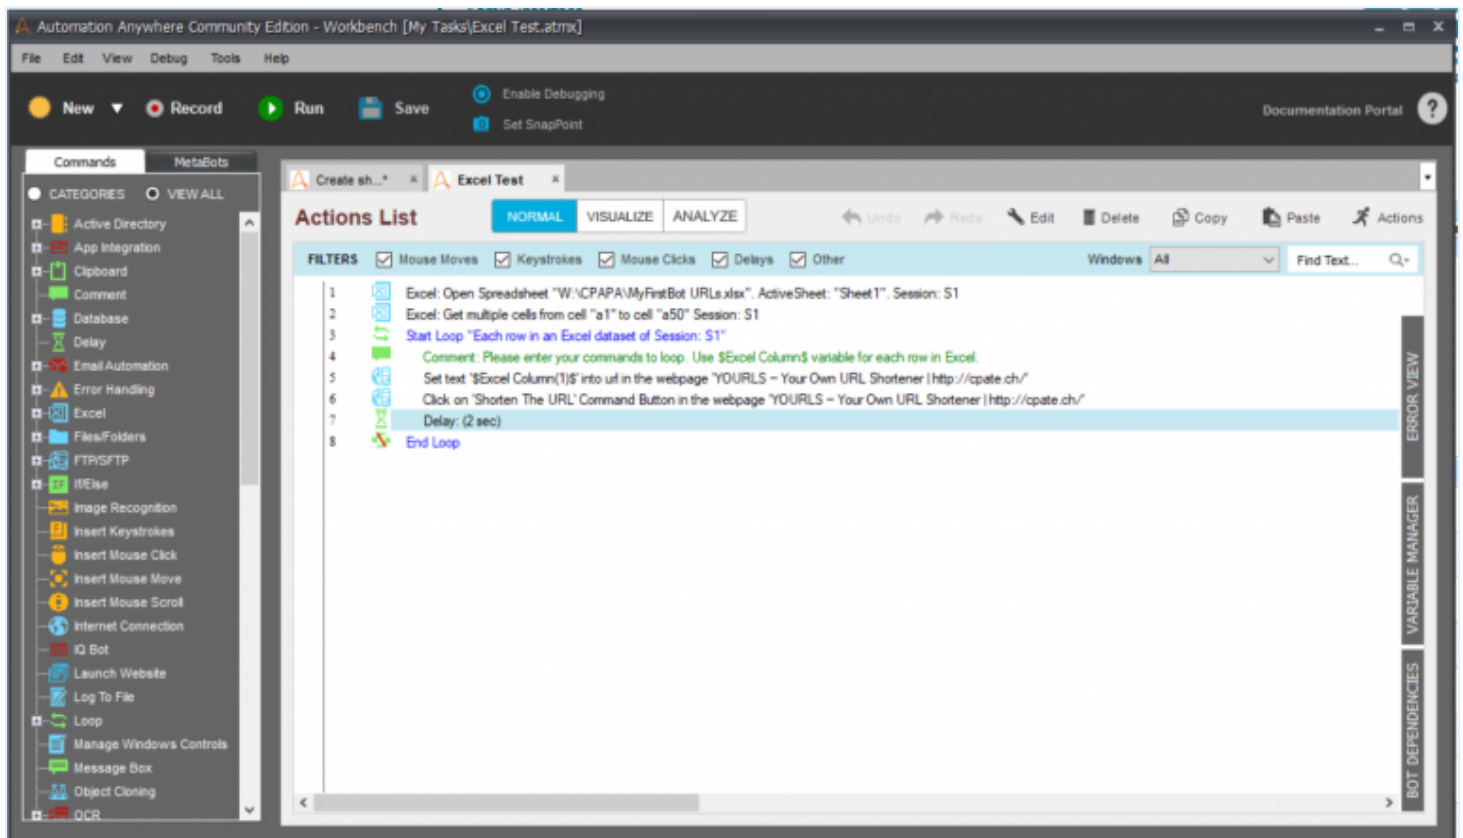 Automation Anywhere Community Edition - Workbench [My Tasks\Excel Test.atmx]
File Edit View Debug Tools Help
New Record Run Save
Enable Debugging
Set SnapPoint
Documentation Portal ?
Commands MetaBots
CATEGORIES VIEW ALL
Active Directory
App Integration
Clipboard
Comment
Database
Delay
Email Automation
Error Handling
Excel
Files/Folders
FTP/SFTP
If/Else
Image Recognition
Insert Keystrokes
Insert Mouse Click
Insert Mouse Move
Insert Mouse Scroll
Internet Connection
IQ Bot
Launch Website
Log To File
Loop
Manage Windows Controls
Message Box
Object Cloning
OCR
Create sh...* Excel Test
Actions List NORMAL VISUALIZE ANALYZE Undo Redo Edit Delete Copy Paste Actions
FILTERS Mouse Moves Keystrokes Mouse Clicks Delays Other Windows All Find Text...
1 Excel: Open Spreadsheet "W:\CPAPA\MyFirstBot URLs.xlsx". ActiveSheet: "Sheet1". Session: S1
2 Excel: Get multiple cells from cell "a1" to cell "a50" Session: S1
3 Start Loop "Each row in an Excel dataset of Session: S1"
4 Comment: Please enter your commands to loop. Use $Excel Column$ variable for each row in Excel.
5 Set text '$Excel Column(1)$' into url in the webpage 'YOURLS – Your Own URL Shortener | http://cpate.ch/'
6 Click on 'Shorten The URL' Command Button in the webpage 'YOURLS – Your Own URL Shortener | http://cpate.ch/'
7 Delay: (2 sec)
8 End Loop
ERROR VIEW
VARIABLE MANAGER
BOT DEPENDENCIES